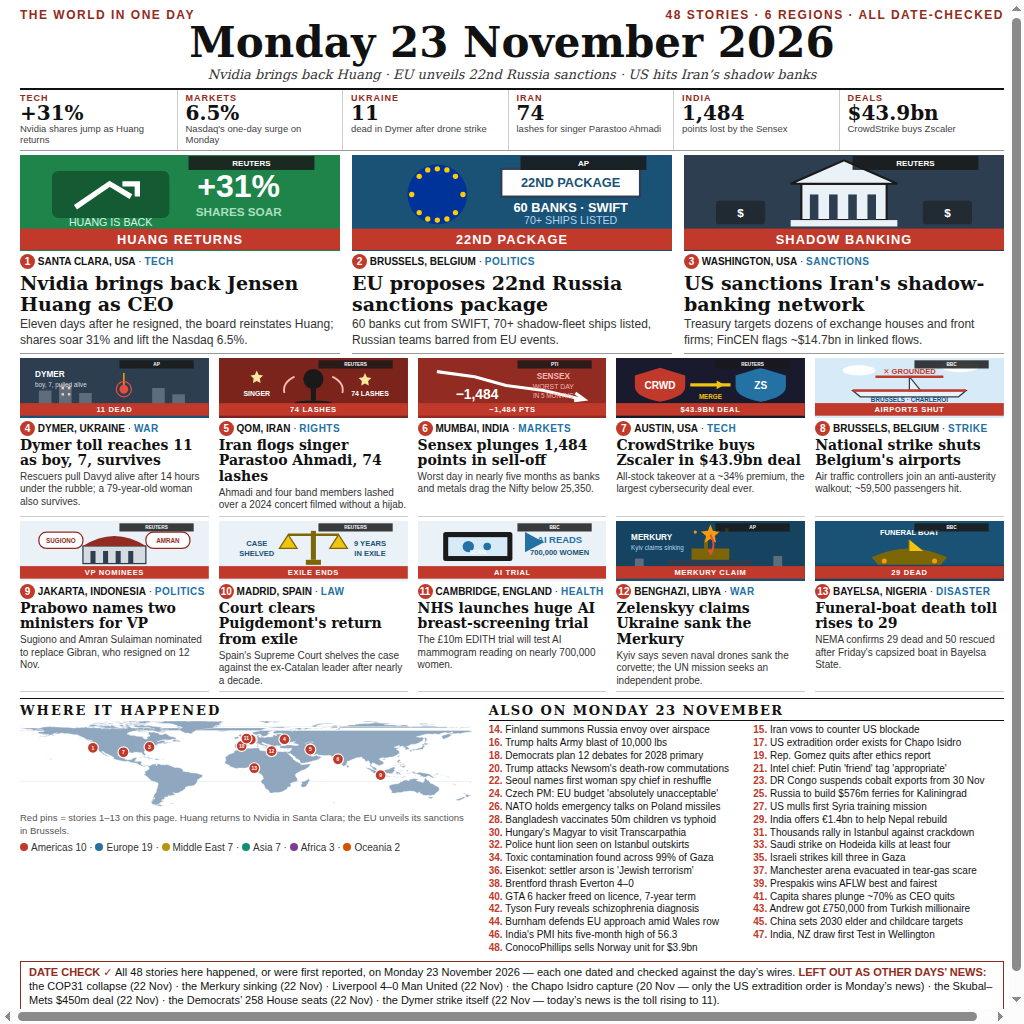 THE WORLD IN ONE DAY
48 STORIES · 6 REGIONS · ALL DATE-CHECKED
Monday 23 November 2026
Nvidia brings back Huang · EU unveils 22nd Russia sanctions · US hits Iran's shadow banks
TECH
+31%
Nvidia shares jump as Huang
returns
MARKETS
6.5%
Nasdaq's one-day surge on
Monday
UKRAINE
11
dead in Dymer after drone strike
IRAN
74
lashes for singer Parastoo Ahmadi
INDIA
1,484
points lost by the Sensex
DEALS
$43.9bn
CrowdStrike buys Zscaler
REUTERS
+31%
SHARES SOAR
HUANG IS BACK
HUANG RETURNS
AP
22ND PACKAGE
60 BANKS · SWIFT
70+ SHIPS LISTED
22ND PACKAGE
REUTERS
$
$
SHADOW BANKING
1 SANTA CLARA, USA · TECH
Nvidia brings back Jensen
Huang as CEO
Eleven days after he resigned, the board reinstates Huang;
shares soar 31% and lift the Nasdaq 6.5%.
2 BRUSSELS, BELGIUM · POLITICS
EU proposes 22nd Russia
sanctions package
60 banks cut from SWIFT, 70+ shadow-fleet ships listed,
Russian teams barred from EU events.
3 WASHINGTON, USA · SANCTIONS
US sanctions Iran's shadow-
banking network
Treasury targets dozens of exchange houses and front
firms; FinCEN flags ~$14.7bn in linked flows.
AP
DYMER
boy, 7, pulled alive
11 DEAD
REUTERS
SINGER
74 LASHES
74 LASHES
PTI
SENSEX
WORST DAY
IN 5 MONTHS
−1,484
−1,484 PTS
REUTERS
CRWD
ZS
MERGE
$43.9BN DEAL
BBC
✕ GROUNDED
BRUSSELS · CHARLEROI
AIRPORTS SHUT
4 DYMER, UKRAINE · WAR
Dymer toll reaches 11
as boy, 7, survives
Rescuers pull Davyd alive after 14 hours
under the rubble; a 79-year-old woman
also survives.
5 QOM, IRAN · RIGHTS
Iran flogs singer
Parastoo Ahmadi, 74
lashes
Ahmadi and four band members lashed
over a 2024 concert filmed without a hijab.
6 MUMBAI, INDIA · MARKETS
Sensex plunges 1,484
points in sell-off
Worst day in nearly five months as banks
and metals drag the Nifty below 25,350.
7 AUSTIN, USA · TECH
CrowdStrike buys
Zscaler in $43.9bn deal
All-stock takeover at a ~34% premium, the
largest cybersecurity deal ever.
8 BRUSSELS, BELGIUM · STRIKE
National strike shuts
Belgium's airports
Air traffic controllers join an anti-austerity
walkout; ~59,500 passengers hit.
REUTERS
SUGIONO
AMRAN
VP NOMINEES
REUTERS
CASE
SHELVED
9 YEARS
IN EXILE
EXILE ENDS
BBC
AI READS
700,000 WOMEN
AI TRIAL
AP
MERKURY
Kyiv claims sinking
MERKURY CLAIM
BBC
FUNERAL BOAT
29 DEAD
9 JAKARTA, INDONESIA · POLITICS
Prabowo names two
ministers for VP
Sugiono and Amran Sulaiman nominated
to replace Gibran, who resigned on 12
Nov.
10 MADRID, SPAIN · LAW
Court clears
Puigdemont's return
from exile
Spain's Supreme Court shelves the case
against the ex-Catalan leader after nearly
a decade.
11 CAMBRIDGE, ENGLAND · HEALTH
NHS launches huge AI
breast-screening trial
The £10m EDITH trial will test AI
mammogram reading on nearly 700,000
women.
12 BENGHAZI, LIBYA · WAR
Zelenskyy claims
Ukraine sank the
Merkury
Kyiv says seven naval drones sank the
corvette; the UN mission seeks an
independent probe.
13 BAYELSA, NIGERIA · DISASTER
Funeral-boat death toll
rises to 29
NEMA confirms 29 dead and 50 rescued
after Friday's capsized boat in Bayelsa
State.
WHERE IT HAPPENED
1
7
3
11
10
4
12
5
6
13
9
Red pins = stories 1–13 on this page. Huang returns to Nvidia in Santa Clara; the EU unveils its sanctions
in Brussels.
Americas 10 · Europe 19 · Middle East 7 · Asia 7 · Africa 3 · Oceania 2
ALSO ON MONDAY 23 NOVEMBER
14. Finland summons Russia envoy over airspace
15. Iran vows to counter US blockade
16. Trump halts Army blast of 10,000 lbs
17. US extradition order exists for Chapo Isidro
18. Democrats plan 12 debates for 2028 primary
19. Rep. Gomez quits after ethics report
20. Trump attacks Newsom's death-row commutations
21. Intel chief: Putin 'friend' tag 'appropriate'
22. Seoul names first woman spy chief in reshuffle
23. DR Congo suspends cobalt exports from 30 Nov
24. Czech PM: EU budget 'absolutely unacceptable'
25. Russia to build $576m ferries for Kaliningrad
26. NATO holds emergency talks on Poland missiles
27. US mulls first Syria training mission
28. Bangladesh vaccinates 50m children vs typhoid
29. India offers €1.4bn to help Nepal rebuild
30. Hungary's Magyar to visit Transcarpathia
31. Thousands rally in Istanbul against crackdown
32. Police hunt lion seen on Istanbul outskirts
33. Saudi strike on Hodeida kills at least four
34. Toxic contamination found across 99% of Gaza
35. Israeli strikes kill three in Gaza
36. Eikenset: settler arson is 'Jewish terrorism'
37. Manchester arena evacuated in tear-gas scare
38. Brentford thrash Everton 4–0
39. Prespakis wins AFLW best and fairest
40. GTA 6 hacker freed on licence, 7-year term
41. Capita shares plunge ~70% as CEO quits
42. Tyson Fury reveals schizophrenia diagnosis
43. Andrew got £750,000 from Turkish millionaire
44. Burnham defends EU approach amid Wales row
45. China sets 2030 elder and childcare targets
46. India's PMI hits five-month high of 56.3
47. India, NZ draw first Test in Wellington
48. ConocoPhillips sells Norway unit for $3.9bn
DATE CHECK ✓ All 48 stories here happened, or were first reported, on Monday 23 November 2026 — each one dated and checked against the day's wires. LEFT OUT AS OTHER DAYS' NEWS:
the COP31 collapse (22 Nov) · the Merkury sinking (22 Nov) · Liverpool 4–0 Man United (22 Nov) · the Chapo Isidro capture (20 Nov — only the US extradition order is Monday's news) · the Skubal–
Mets $450m deal (22 Nov) · the Democrats' 258 House seats (22 Nov) · the Dymer strike itself (22 Nov — today's news is the toll rising to 11).